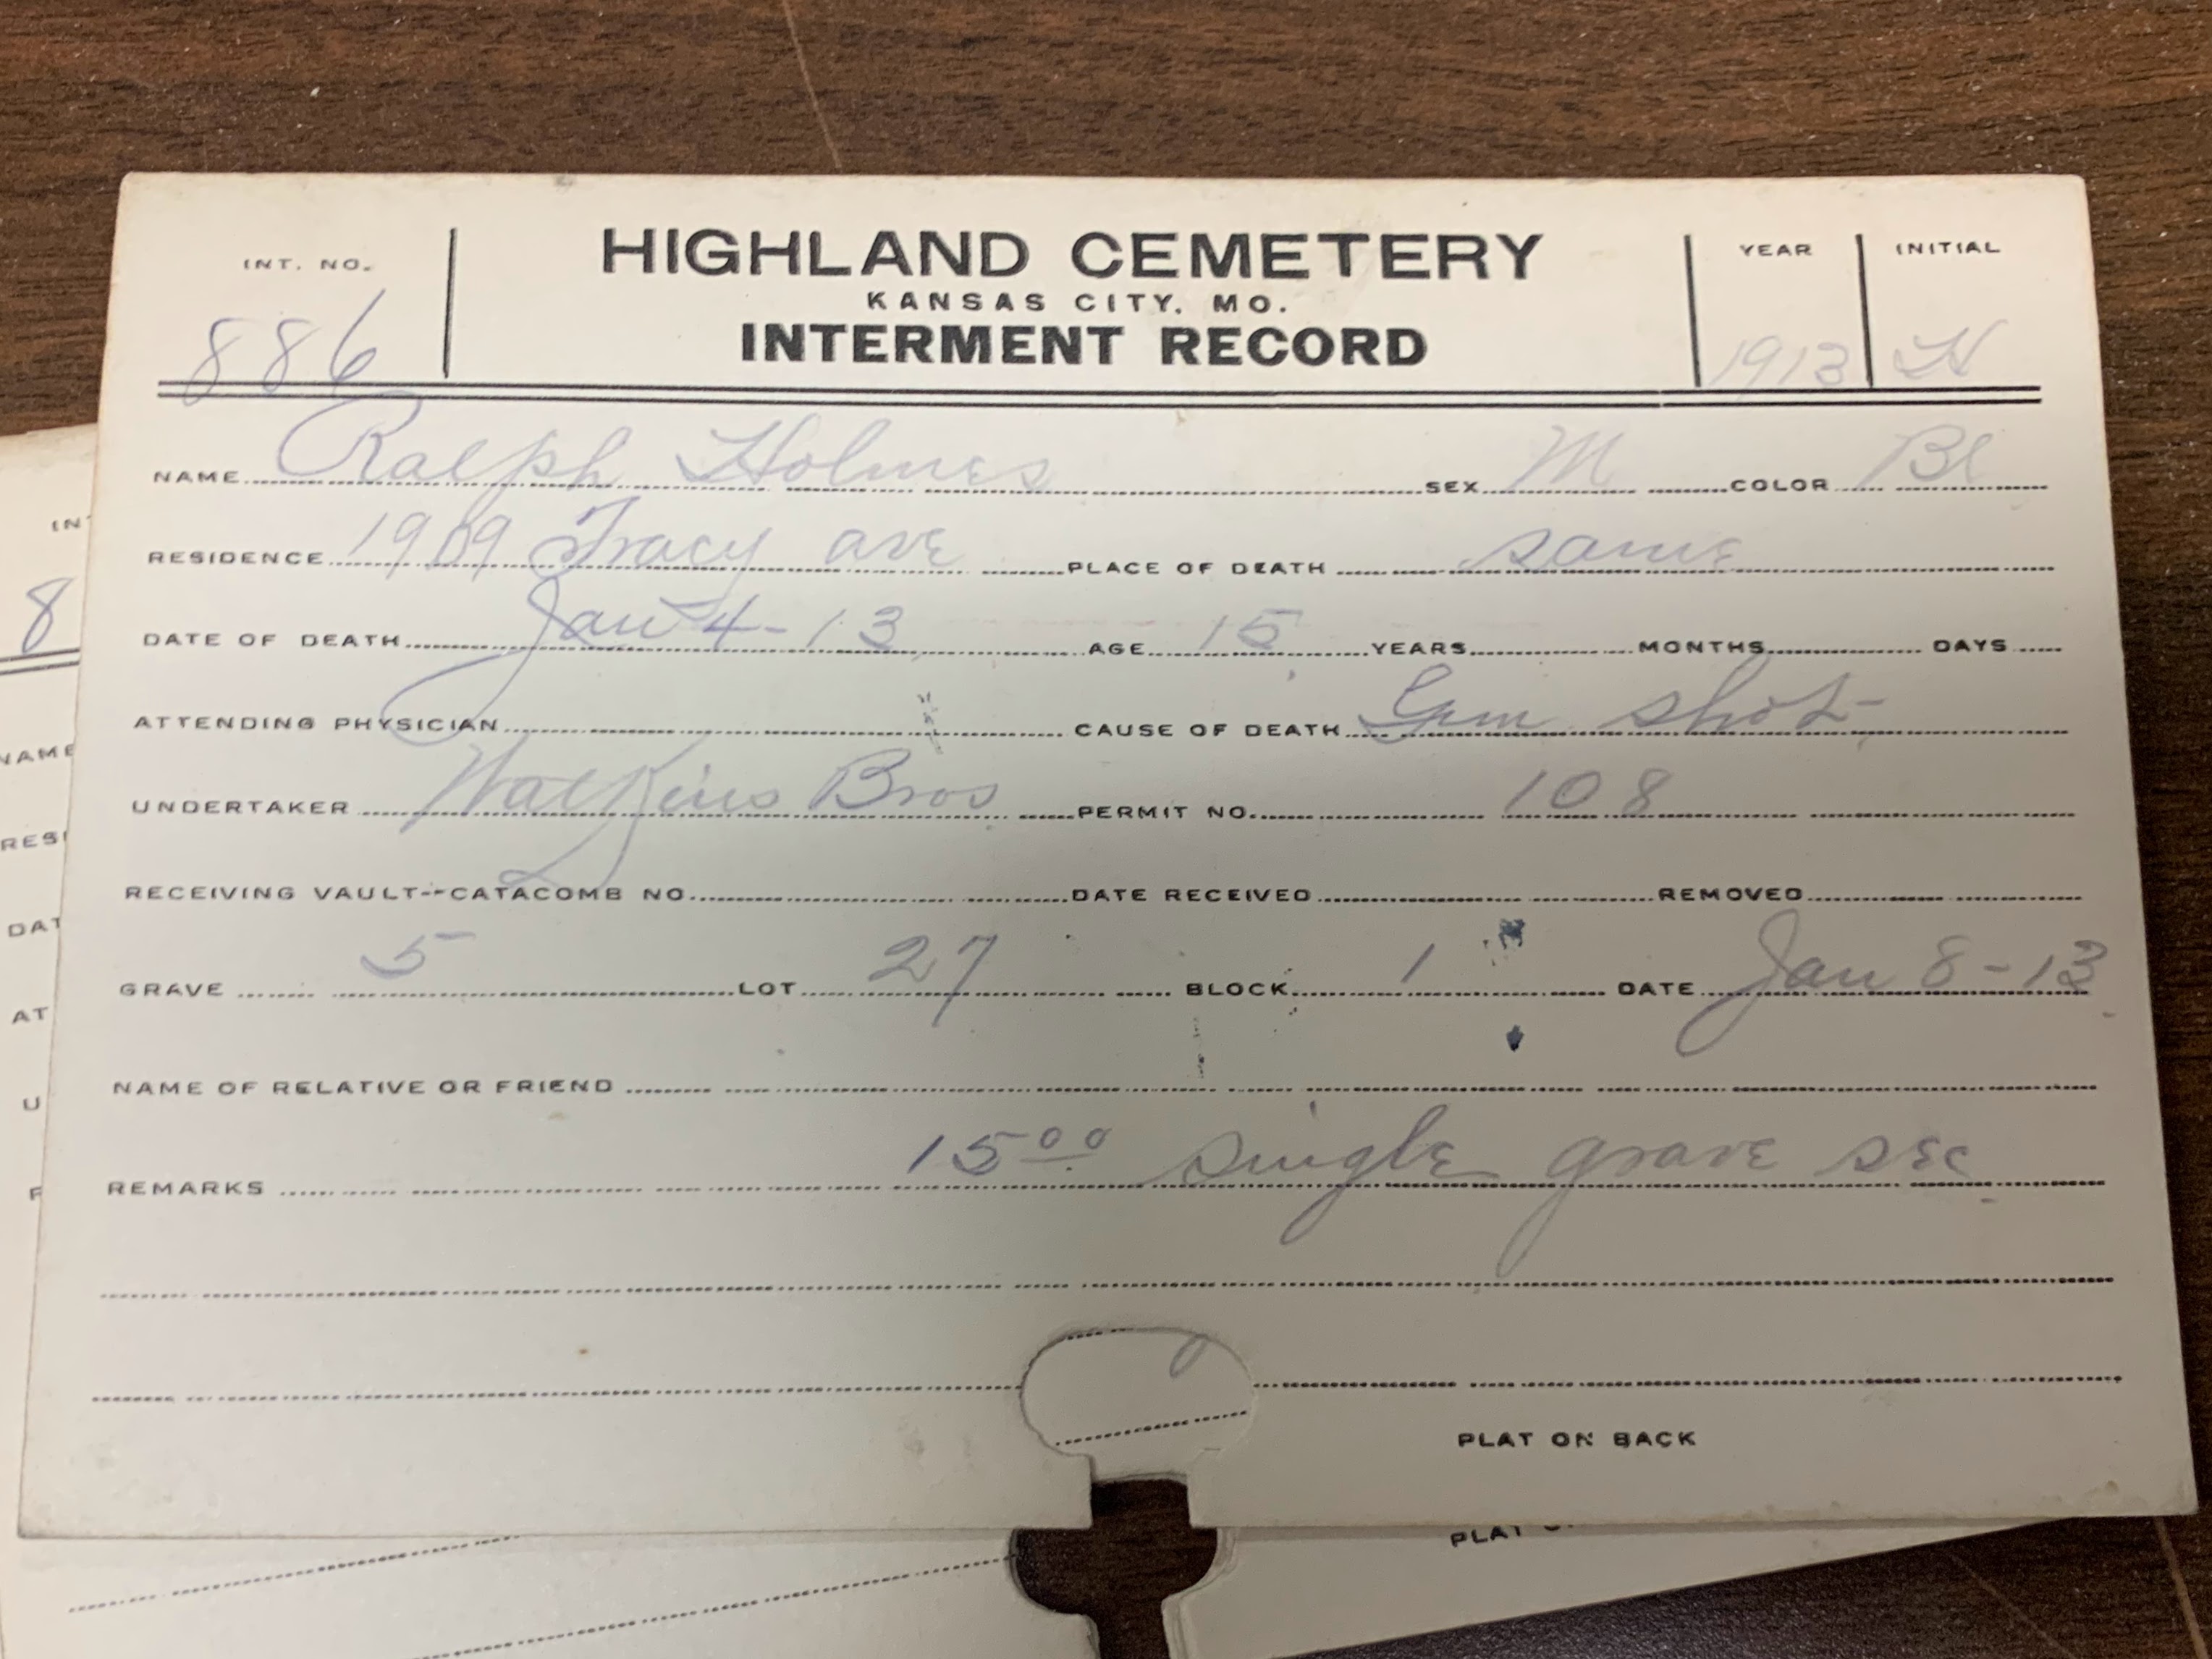 INT. NO.
886
HIGHLAND CEMETERY
KANSAS CITY, MO.
INTERMENT RECORD
YEAR
1913
INITIAL
H
NAME Ralph Holmes SEX M COLOR Bl
RESIDENCE 1909 Tracy ave PLACE OF DEATH same
DATE OF DEATH Jan 4-13 AGE 15 YEARS MONTHS DAYS
ATTENDING PHYSICIAN CAUSE OF DEATH Gun shot
UNDERTAKER Watkins Bros PERMIT NO. 108
RECEIVING VAULT--CATACOMB NO. DATE RECEIVED REMOVED
GRAVE 5 LOT 27 BLOCK 1 DATE Jan 8-13
NAME OF RELATIVE OR FRIEND
REMARKS 15 00 single grave sec
PLAT ON BACK
IN
8
NAME
RES
DAT
AT
U
PLAT